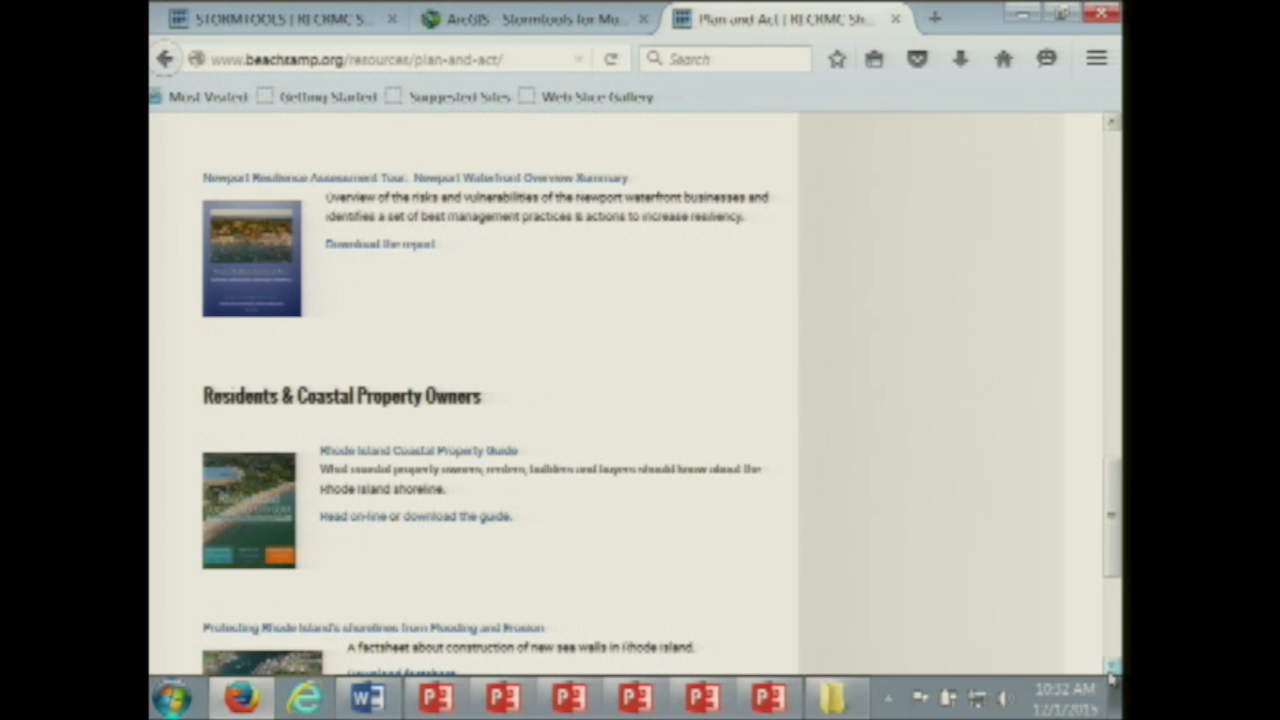 STORMTOOLS | RI CRMC S...
ArcGIS - Stormtools for Mo...
Plan and Act | RI CRMC Sh...
www.beachsamp.org/resources/plan-and-act/
Search
Most Visited
Getting Started
Suggested Sites
Web Slice Gallery
Newport Resilience Assessment Tour: Newport Waterfront Overview Summary
Overview of the risks and vulnerabilities of the Newport waterfront businesses and
identifies a set of best management practices & actions to increase resiliency.
Download the report
Residents & Coastal Property Owners
Rhode Island Coastal Property Guide
What coastal property owners, renters, builders and buyers should know about the
Rhode Island shoreline.
Read on-line or download the guide.
Protecting Rhode Island's shorelines from Flooding and Erosion
A factsheet about construction of new sea walls in Rhode Island.
Download factsheet
10:32 AM
12/1/2015